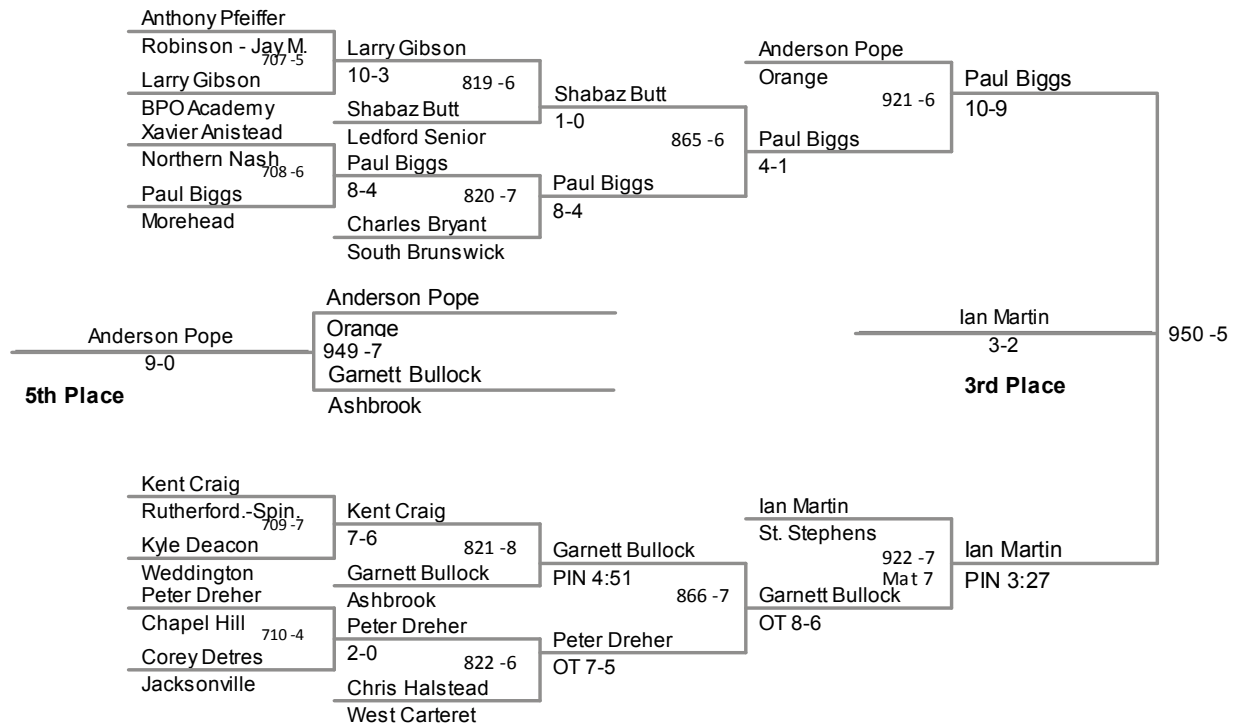 Anthony Pfeiffer
Robinson - Jay M.
707 -5
Larry Gibson
BPO Academy
Xavier Anistead
Northern Nash
708 -6
Paul Biggs
Morehead
Larry Gibson
10-3
819 -6
Shabaz Butt
Ledford Senior
Paul Biggs
8-4
820 -7
Charles Bryant
South Brunswick
Shabaz Butt
1-0
865 -6
Paul Biggs
8-4
Anderson Pope
Orange
921 -6
Paul Biggs
4-1
Paul Biggs
10-9
Anderson Pope
9-0
5th Place
Anderson Pope
Orange
949 -7
Garnett Bullock
Ashbrook
Ian Martin
3-2
3rd Place
950 -5
Kent Craig
Rutherford.-Spin.
709 -7
Kyle Deacon
Weddington
Peter Dreher
Chapel Hill
710 -4
Corey Detres
Jacksonville
Kent Craig
7-6
821 -8
Garnett Bullock
Ashbrook
Peter Dreher
2-0
822 -6
Chris Halstead
West Carteret
Garnett Bullock
PIN 4:51
866 -7
Peter Dreher
OT 7-5
Ian Martin
St. Stephens
922 -7
Mat 7
Garnett Bullock
OT 8-6
Ian Martin
PIN 3:27